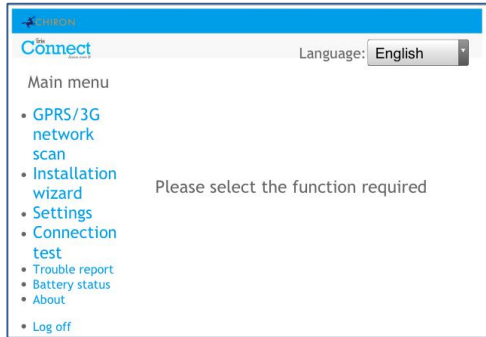 CHIRON
iris
Connect
Language: English
Main menu
• GPRS/3G
network
scan
• Installation
wizard
• Settings
• Connection
test
• Trouble report
• Battery status
• About
• Log off
Please select the function required